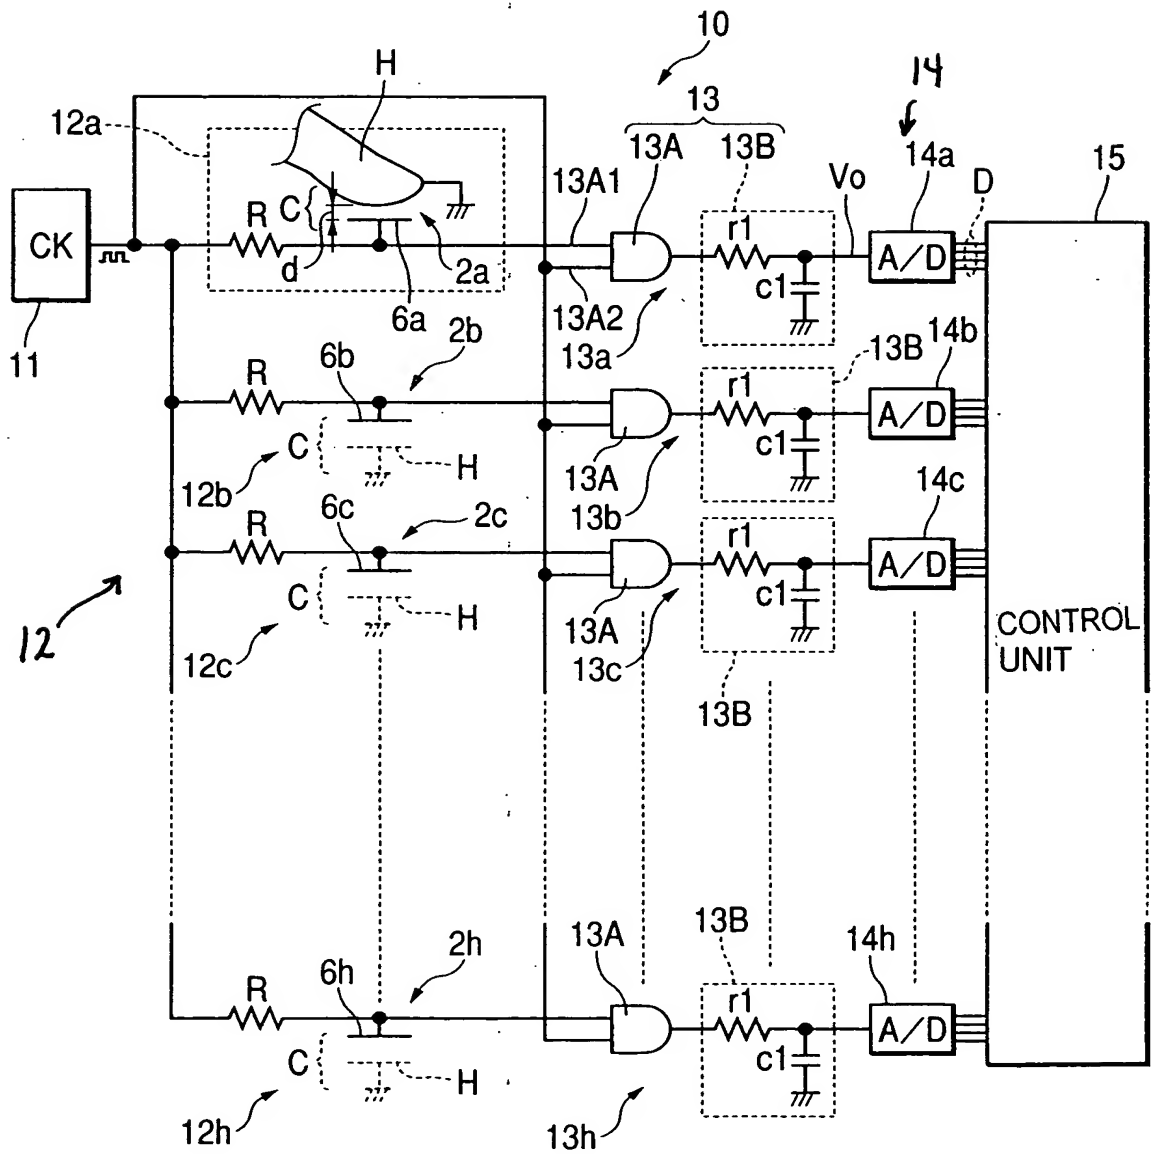 10
H
14
13
12a
13A 13B
14a
15
13A1
Vo
D
C
R
r1
CK
d
2a
A/D
c1
6a
13A2
13a
11
2b
14b
13B
6b
R
r1
A/D
C
c1
H
13A
12b
13b
14c
6c
2c
R
r1
A/D
C
c1
H
13A
12
12c
13c
CONTROL
UNIT
13B
13B
13A
14h
2h
6h
R
r1
A/D
C
c1
H
12h
13h